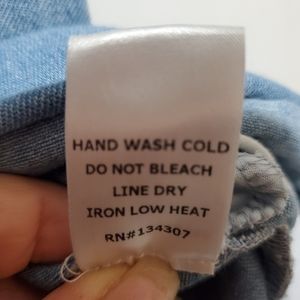 HAND WASH COLD
DO NOT BLEACH
LINE DRY
IRON LOW HEAT
RN#134307